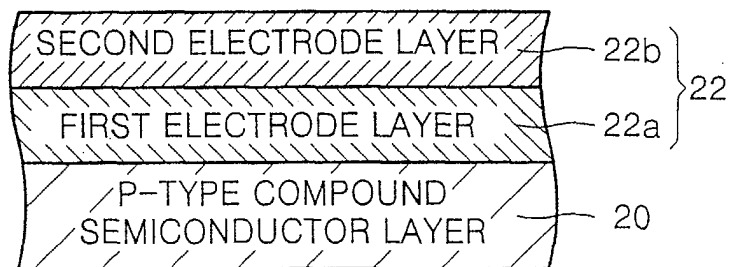 SECOND ELECTRODE LAYER
22b
22
FIRST ELECTRODE LAYER
22a
P-TYPE COMPOUND
SEMICONDUCTOR LAYER
20